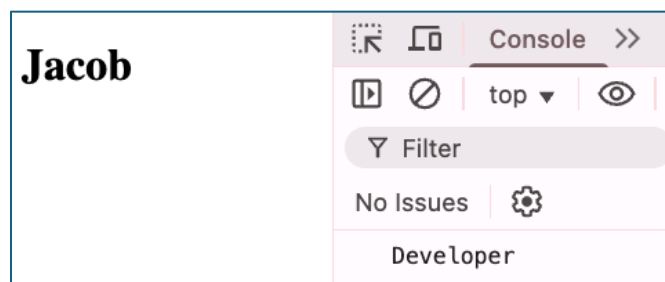 Jacob
Console
top
Filter
No Issues
Developer